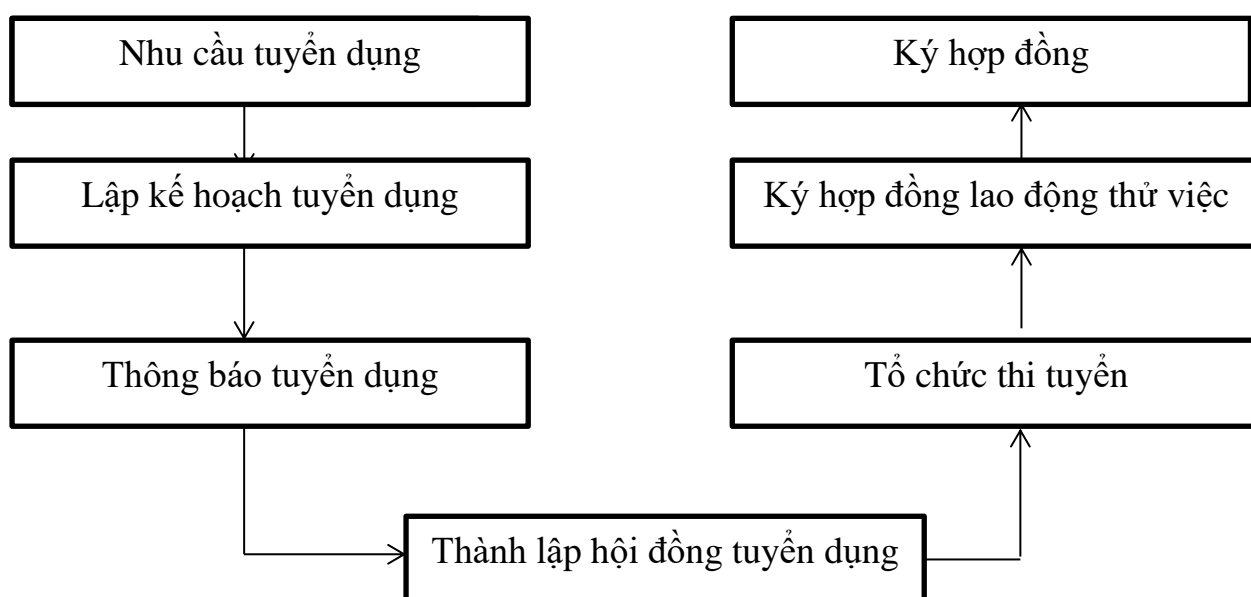 Nhu cầu tuyển dụng
Lập kế hoạch tuyển dụng
Thông báo tuyển dụng
Thành lập hội đồng tuyển dụng
Tổ chức thi tuyển
Ký hợp đồng lao động thử việc
Ký hợp đồng